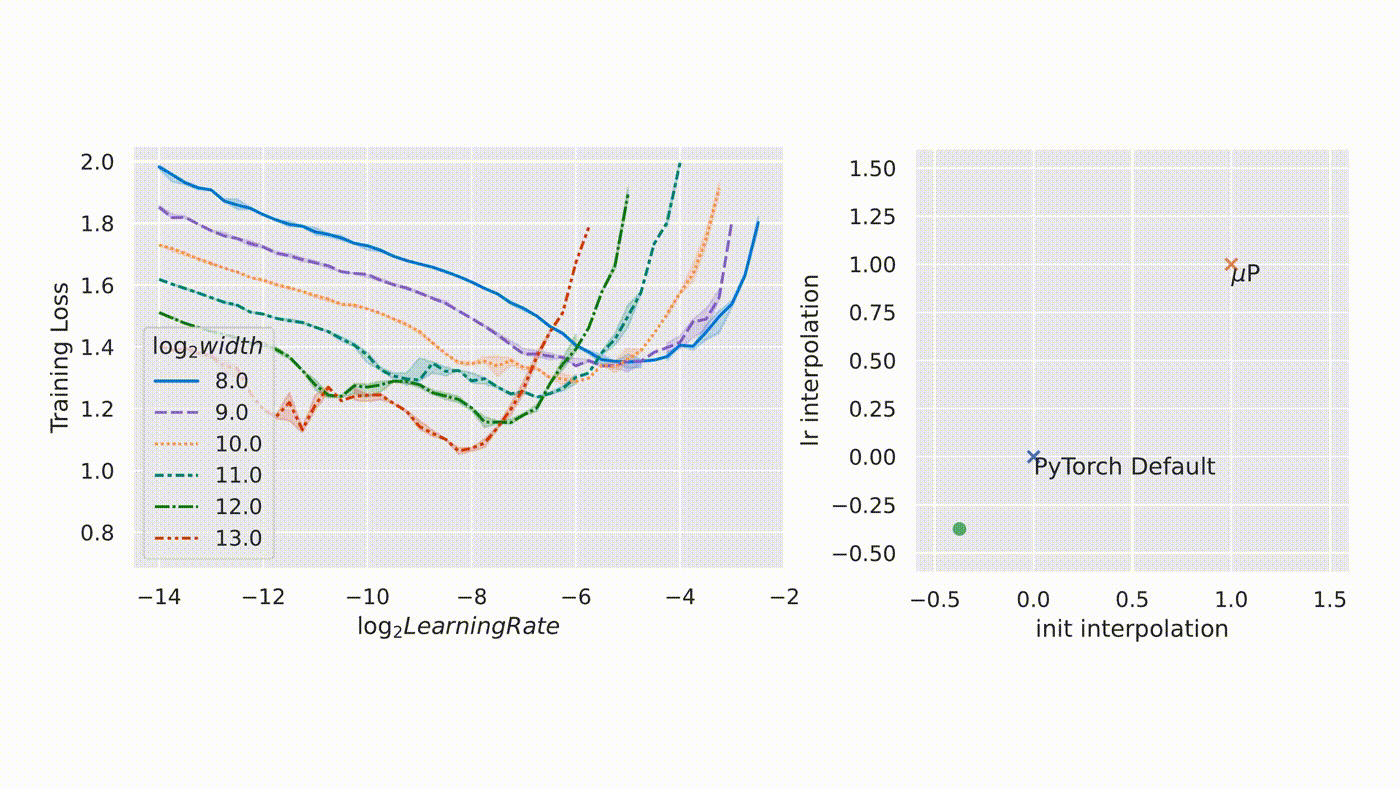 2.0
1.8
1.6
1.4
1.2
1.0
0.8
Training Loss
log₂width
8.0
9.0
10.0
11.0
12.0
13.0
−14 −12 −10 −8 −6 −4 −2
log₂LearningRate
1.50
1.25
1.00
0.75
0.50
0.25
0.00
−0.25
−0.50
lr interpolation
μP
PyTorch Default
−0.5 0.0 0.5 1.0 1.5
init interpolation